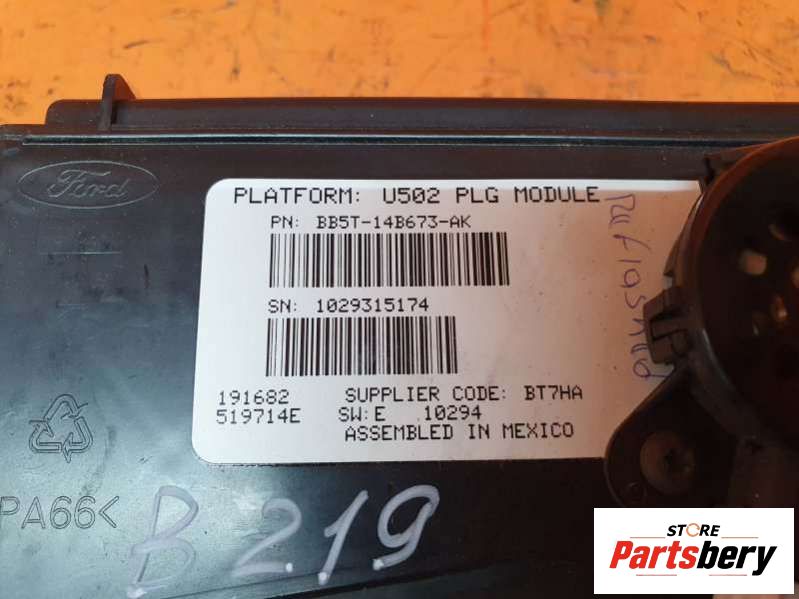 Ford
PLATFORM: U502 PLG MODULE
PN: BB5T-14B673-AK
SN: 1029315174
191682 SUPPLIER CODE: BT7HA
519714E SW:E 10294
ASSEMBLED IN MEXICO
PA66<
B 219
STORE
Partsbery